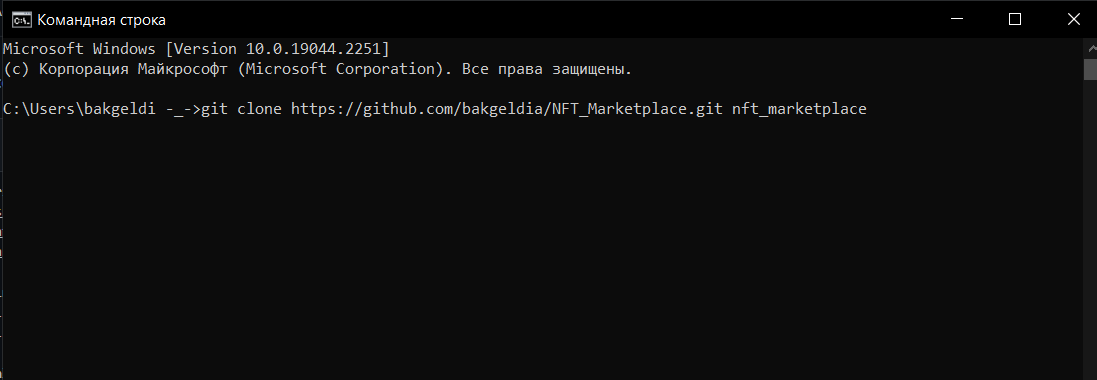 Командная строка
Microsoft Windows [Version 10.0.19044.2251]
(c) Корпорация Майкрософт (Microsoft Corporation). Все права защищены.
C:\Users\bakgeldi -_->git clone https://github.com/bakgeldia/NFT_Marketplace.git nft_marketplace